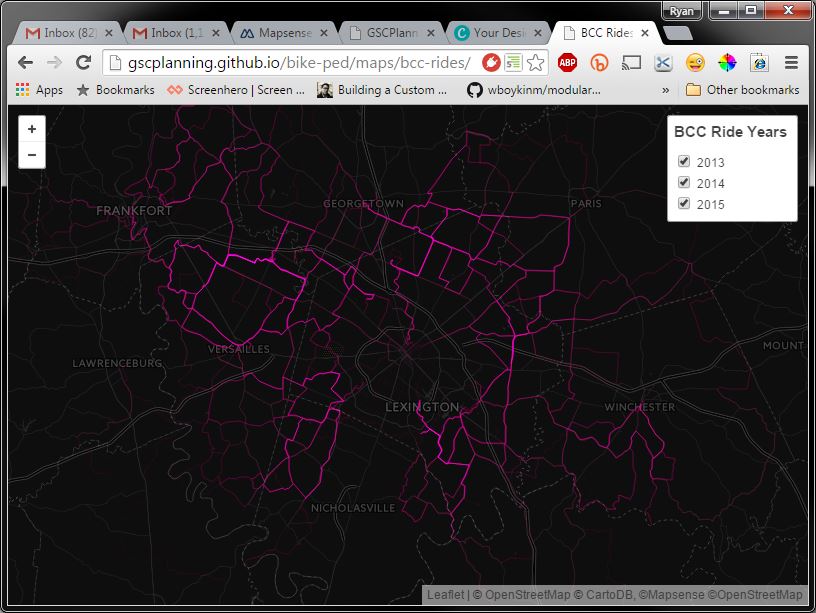 Ryan
Inbox (82)
Inbox (1,1
Mapsense
GSCPlann
Your Desi
BCC Rides
gscplanning.github.io/bike-ped/maps/bcc-rides/
ABP
Apps
Bookmarks
Screenhero | Screen ...
Building a Custom ...
wboykinn/modular...
»
Other bookmarks
+
−
BCC Ride Years
2013
2014
2015
FRANKFORT
GEORGETOWN
PARIS
VERSAILLES
LAWRENCEBURG
MOUNT
LEXINGTON
WINCHESTER
NICHOLASVILLE
Leaflet | © OpenStreetMap © CartoDB, ©Mapsense ©OpenStreetMap